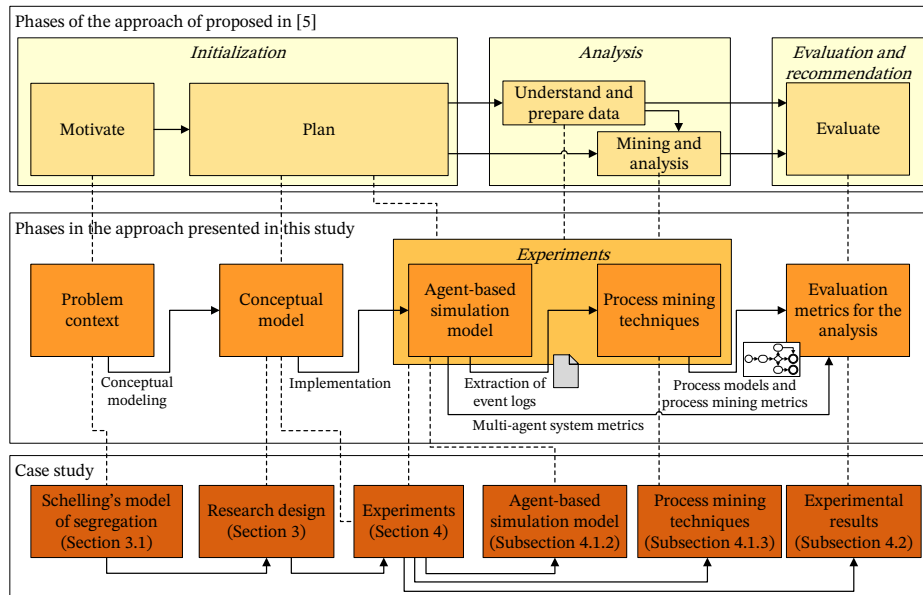 Phases of the approach of proposed in [5]
Initialization
Analysis
Evaluation and
recommendation
Motivate
Plan
Understand and
prepare data
Mining and
analysis
Evaluate
Phases in the approach presented in this study
Experiments
Problem
context
Conceptual
model
Agent-based
simulation
model
Process mining
techniques
Evaluation
metrics for the
analysis
Conceptual
modeling
Implementation
Extraction of
event logs
Process models and
process mining metrics
Multi-agent system metrics
Case study
Schelling's model
of segregation
(Section 3.1)
Research design
(Section 3)
Experiments
(Section 4)
Agent-based
simulation model
(Subsection 4.1.2)
Process mining
techniques
(Subsection 4.1.3)
Experimental
results
(Subsection 4.2)